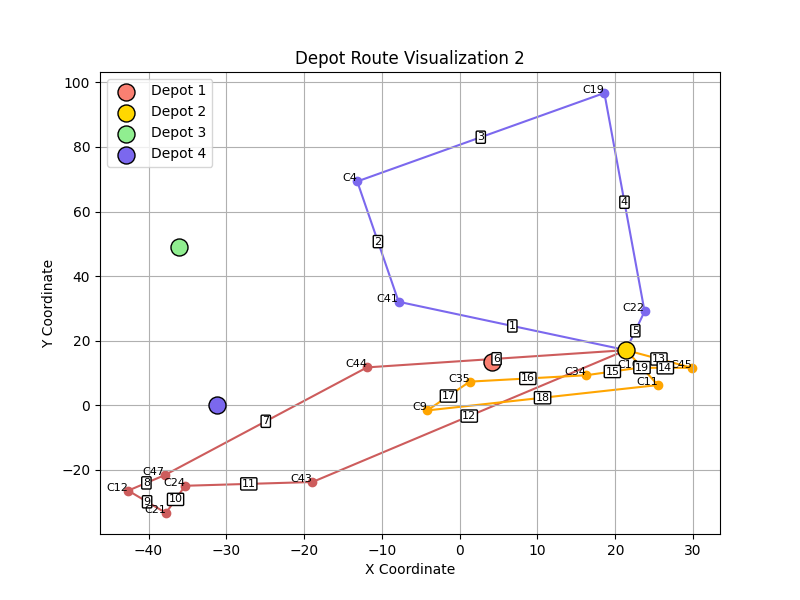 Depot Route Visualization 2
Depot 1
Depot 2
Depot 3
Depot 4
Y Coordinate
100
80
60
40
20
0
−20
C19
3
C4
4
2
C41
C22
1
5
6
13
C44
C45
19
14
15
C34
16
C35
C11
17
18
C9
12
7
C47
8
C24
C43
11
C12
9
10
C21
−40
−30
−20
−10
0
10
20
30
X Coordinate